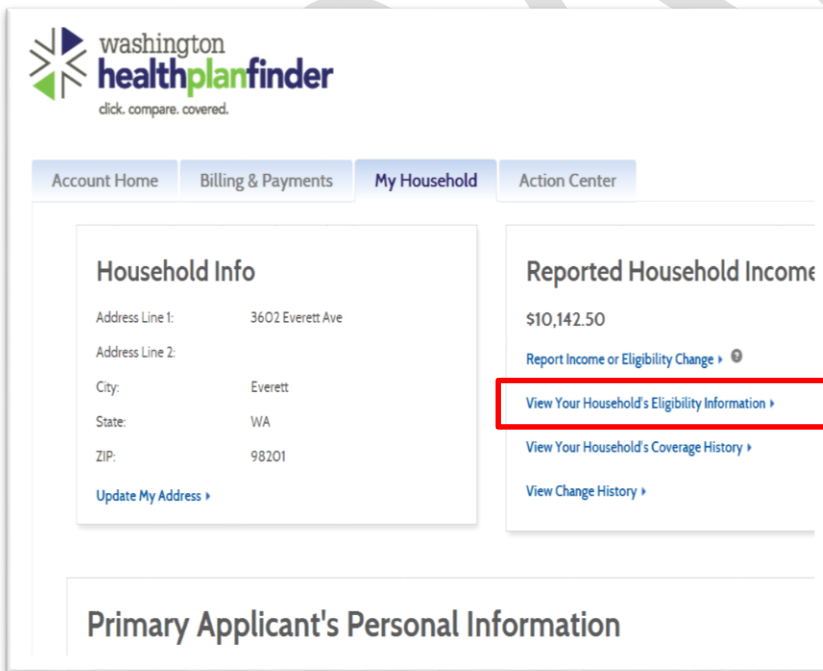 washington
healthplanfinder
click. compare. covered.
Account Home Billing & Payments My Household Action Center
Household Info
Address Line 1: 3602 Everett Ave
Address Line 2:
City: Everett
State: WA
ZIP: 98201
Update My Address
Reported Household Income
$10,142.50
Report Income or Eligibility Change ?
View Your Household's Eligibility Information
View Your Household's Coverage History
View Change History
Primary Applicant's Personal Information